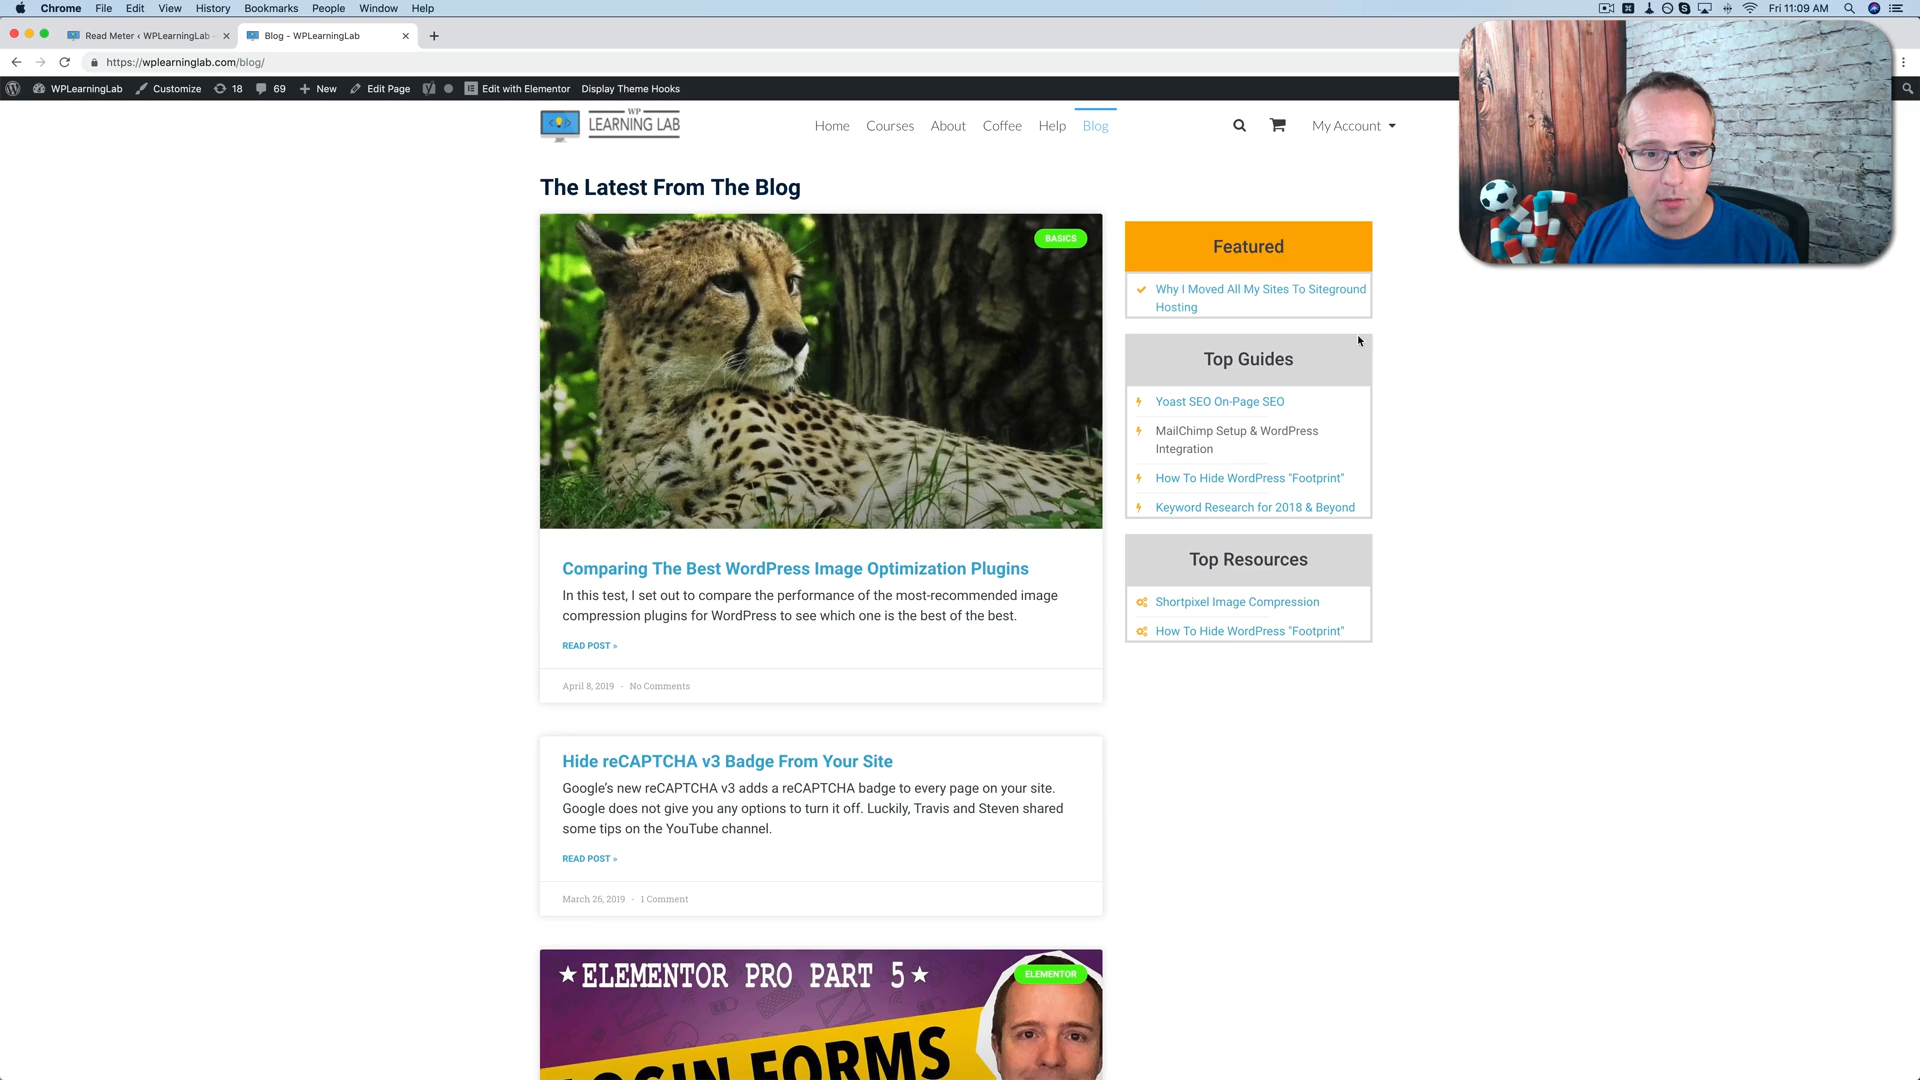 Chrome File Edit View History Bookmarks People Window Help Fri 11:09 AM
Read Meter ‹ WPLearningLab Blog - WPLearningLab
https://wplearninglab.com/blog/
WPLearningLab Customize 18 69 New Edit Page Edit with Elementor Display Theme Hooks
WP
LEARNING LAB
Home Courses About Coffee Help Blog My Account
The Latest From The Blog
BASICS
Comparing The Best WordPress Image Optimization Plugins
In this test, I set out to compare the performance of the most-recommended image
compression plugins for WordPress to see which one is the best of the best.
READ POST »
April 8, 2019 - No Comments
Hide reCAPTCHA v3 Badge From Your Site
Google's new reCAPTCHA v3 adds a reCAPTCHA badge to every page on your site.
Google does not give you any options to turn it off. Luckily, Travis and Steven shared
some tips on the YouTube channel.
READ POST »
March 26, 2019 - 1 Comment
★ELEMENTOR PRO PART 5★
ELEMENTOR
LOGIN FORMS
Featured
Why I Moved All My Sites To Siteground
Hosting
Top Guides
Yoast SEO On-Page SEO
MailChimp Setup & WordPress
Integration
How To Hide WordPress "Footprint"
Keyword Research for 2018 & Beyond
Top Resources
Shortpixel Image Compression
How To Hide WordPress "Footprint"